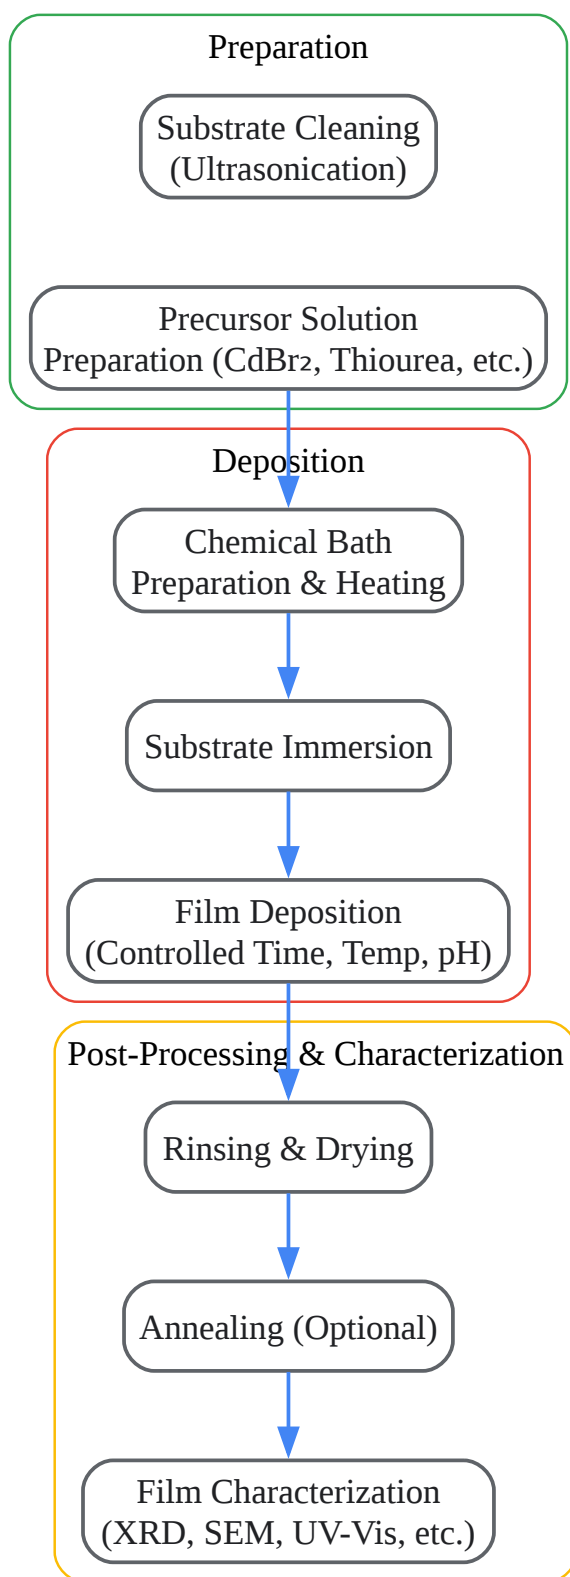 Preparation
Substrate Cleaning
(Ultrasonication)
Precursor Solution
Preparation (CdBr₂, Thiourea, etc.)
Deposition
Chemical Bath
Preparation & Heating
Substrate Immersion
Film Deposition
(Controlled Time, Temp, pH)
Post-Processing & Characterization
Rinsing & Drying
Annealing (Optional)
Film Characterization
(XRD, SEM, UV-Vis, etc.)